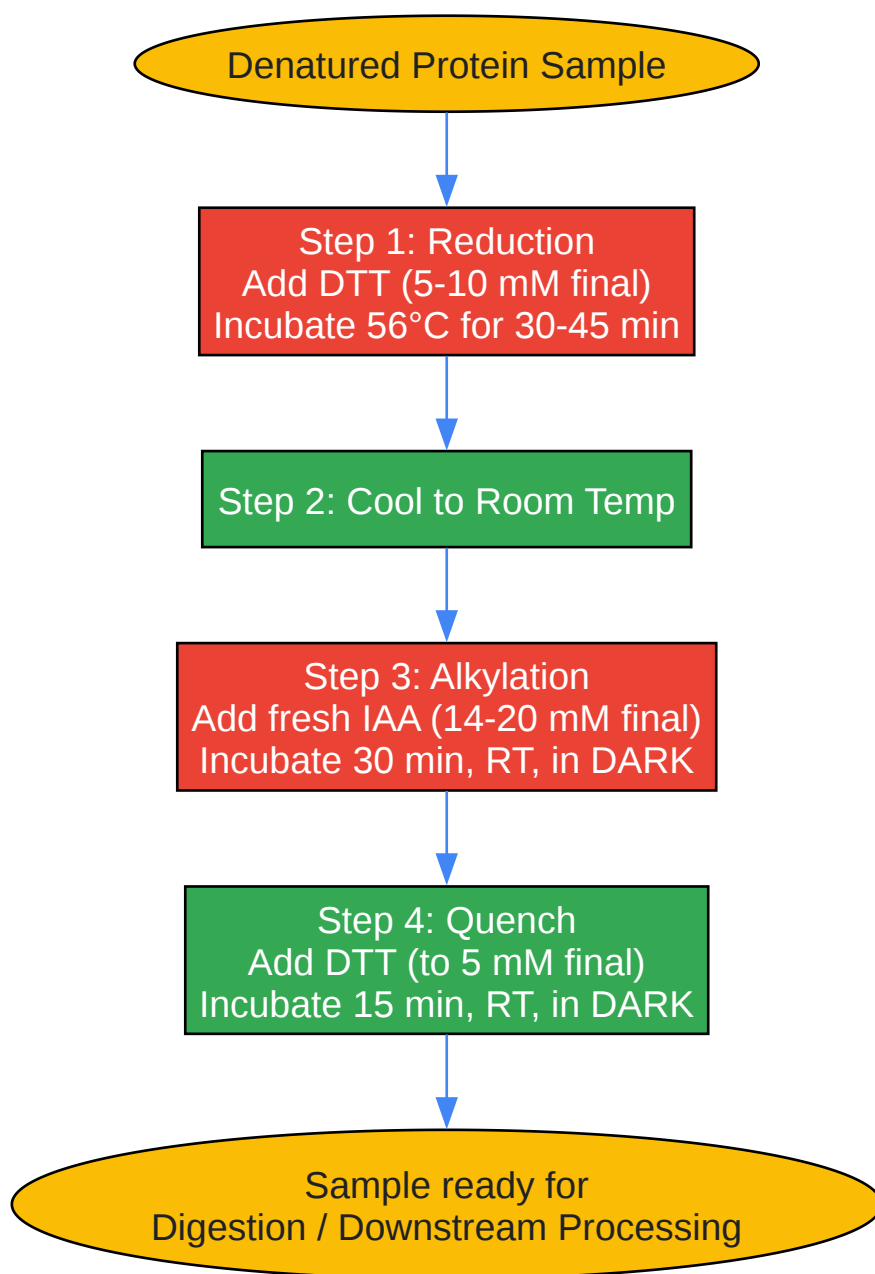 Denatured Protein Sample
Step 1: Reduction
Add DTT (5-10 mM final)
Incubate 56°C for 30-45 min
Step 2: Cool to Room Temp
Step 3: Alkylation
Add fresh IAA (14-20 mM final)
Incubate 30 min, RT, in DARK
Step 4: Quench
Add DTT (to 5 mM final)
Incubate 15 min, RT, in DARK
Sample ready for
Digestion / Downstream Processing